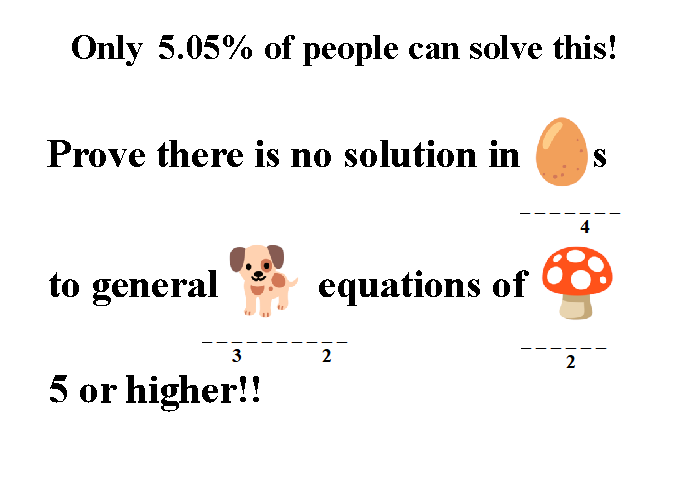 Only 5.05% of people can solve this!
Prove there is no solution in 🥚s
_ _ _ _ _ _ _
4
to general 🐕 equations of 🍄
_ _ _ _ _ _ _ _ _ _ _ _ _ _ _ _
3 2 2
5 or higher!!